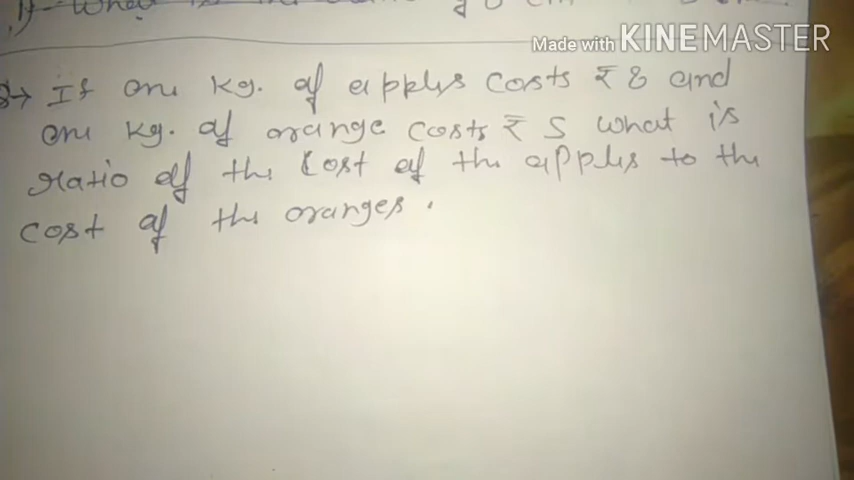 Made with KINEMASTER
If one kg. of apples costs ₹ 8 and
one kg. of orange costs ₹ 5 what is
ratio of the cost of the apples to the
cost of the oranges.